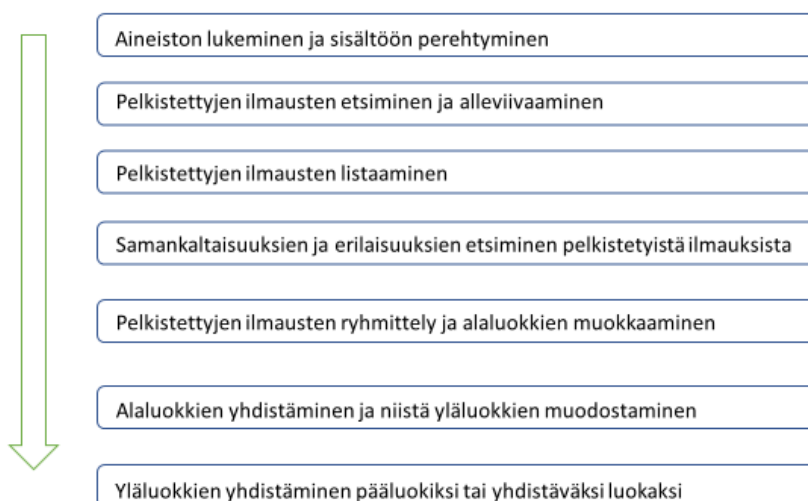 Aineiston lukeminen ja sisältöön perehtyminen
Pelkistettyjen ilmausten etsiminen ja alleviivaaminen
Pelkistettyjen ilmausten listaaminen
Samankaltaisuuksien ja erilaisuuksien etsiminen pelkistetyistä ilmauksista
Pelkistettyjen ilmausten ryhmittely ja alaluokkien muokkaaminen
Alaluokkien yhdistäminen ja niistä yläluokkien muodostaminen
Yläluokkien yhdistäminen pääluokiksi tai yhdistäväksi luokaksi